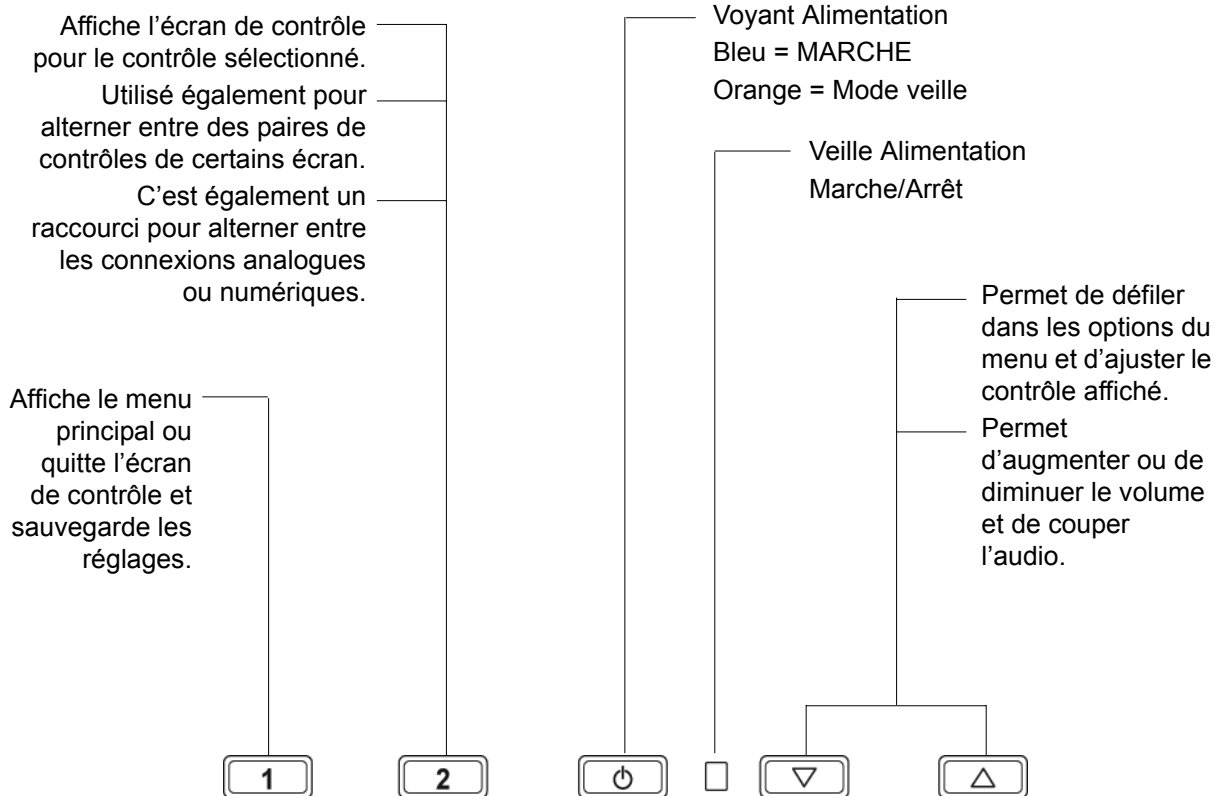 Affiche l’écran de contrôle
pour le contrôle sélectionné.
Utilisé également pour
alterner entre des paires de
contrôles de certains écran.
C’est également un
raccourci pour alterner entre
les connexions analogues
ou numériques.
Affiche le menu
principal ou
quitte l’écran
de contrôle et
sauvegarde les
réglages.
Voyant Alimentation
Bleu = MARCHE
Orange = Mode veille
Veille Alimentation
Marche/Arrêt
Permet de défiler
dans les options du
menu et d’ajuster le
contrôle affiché.
Permet
d’augmenter ou de
diminuer le volume
et de couper
l’audio.
1
2